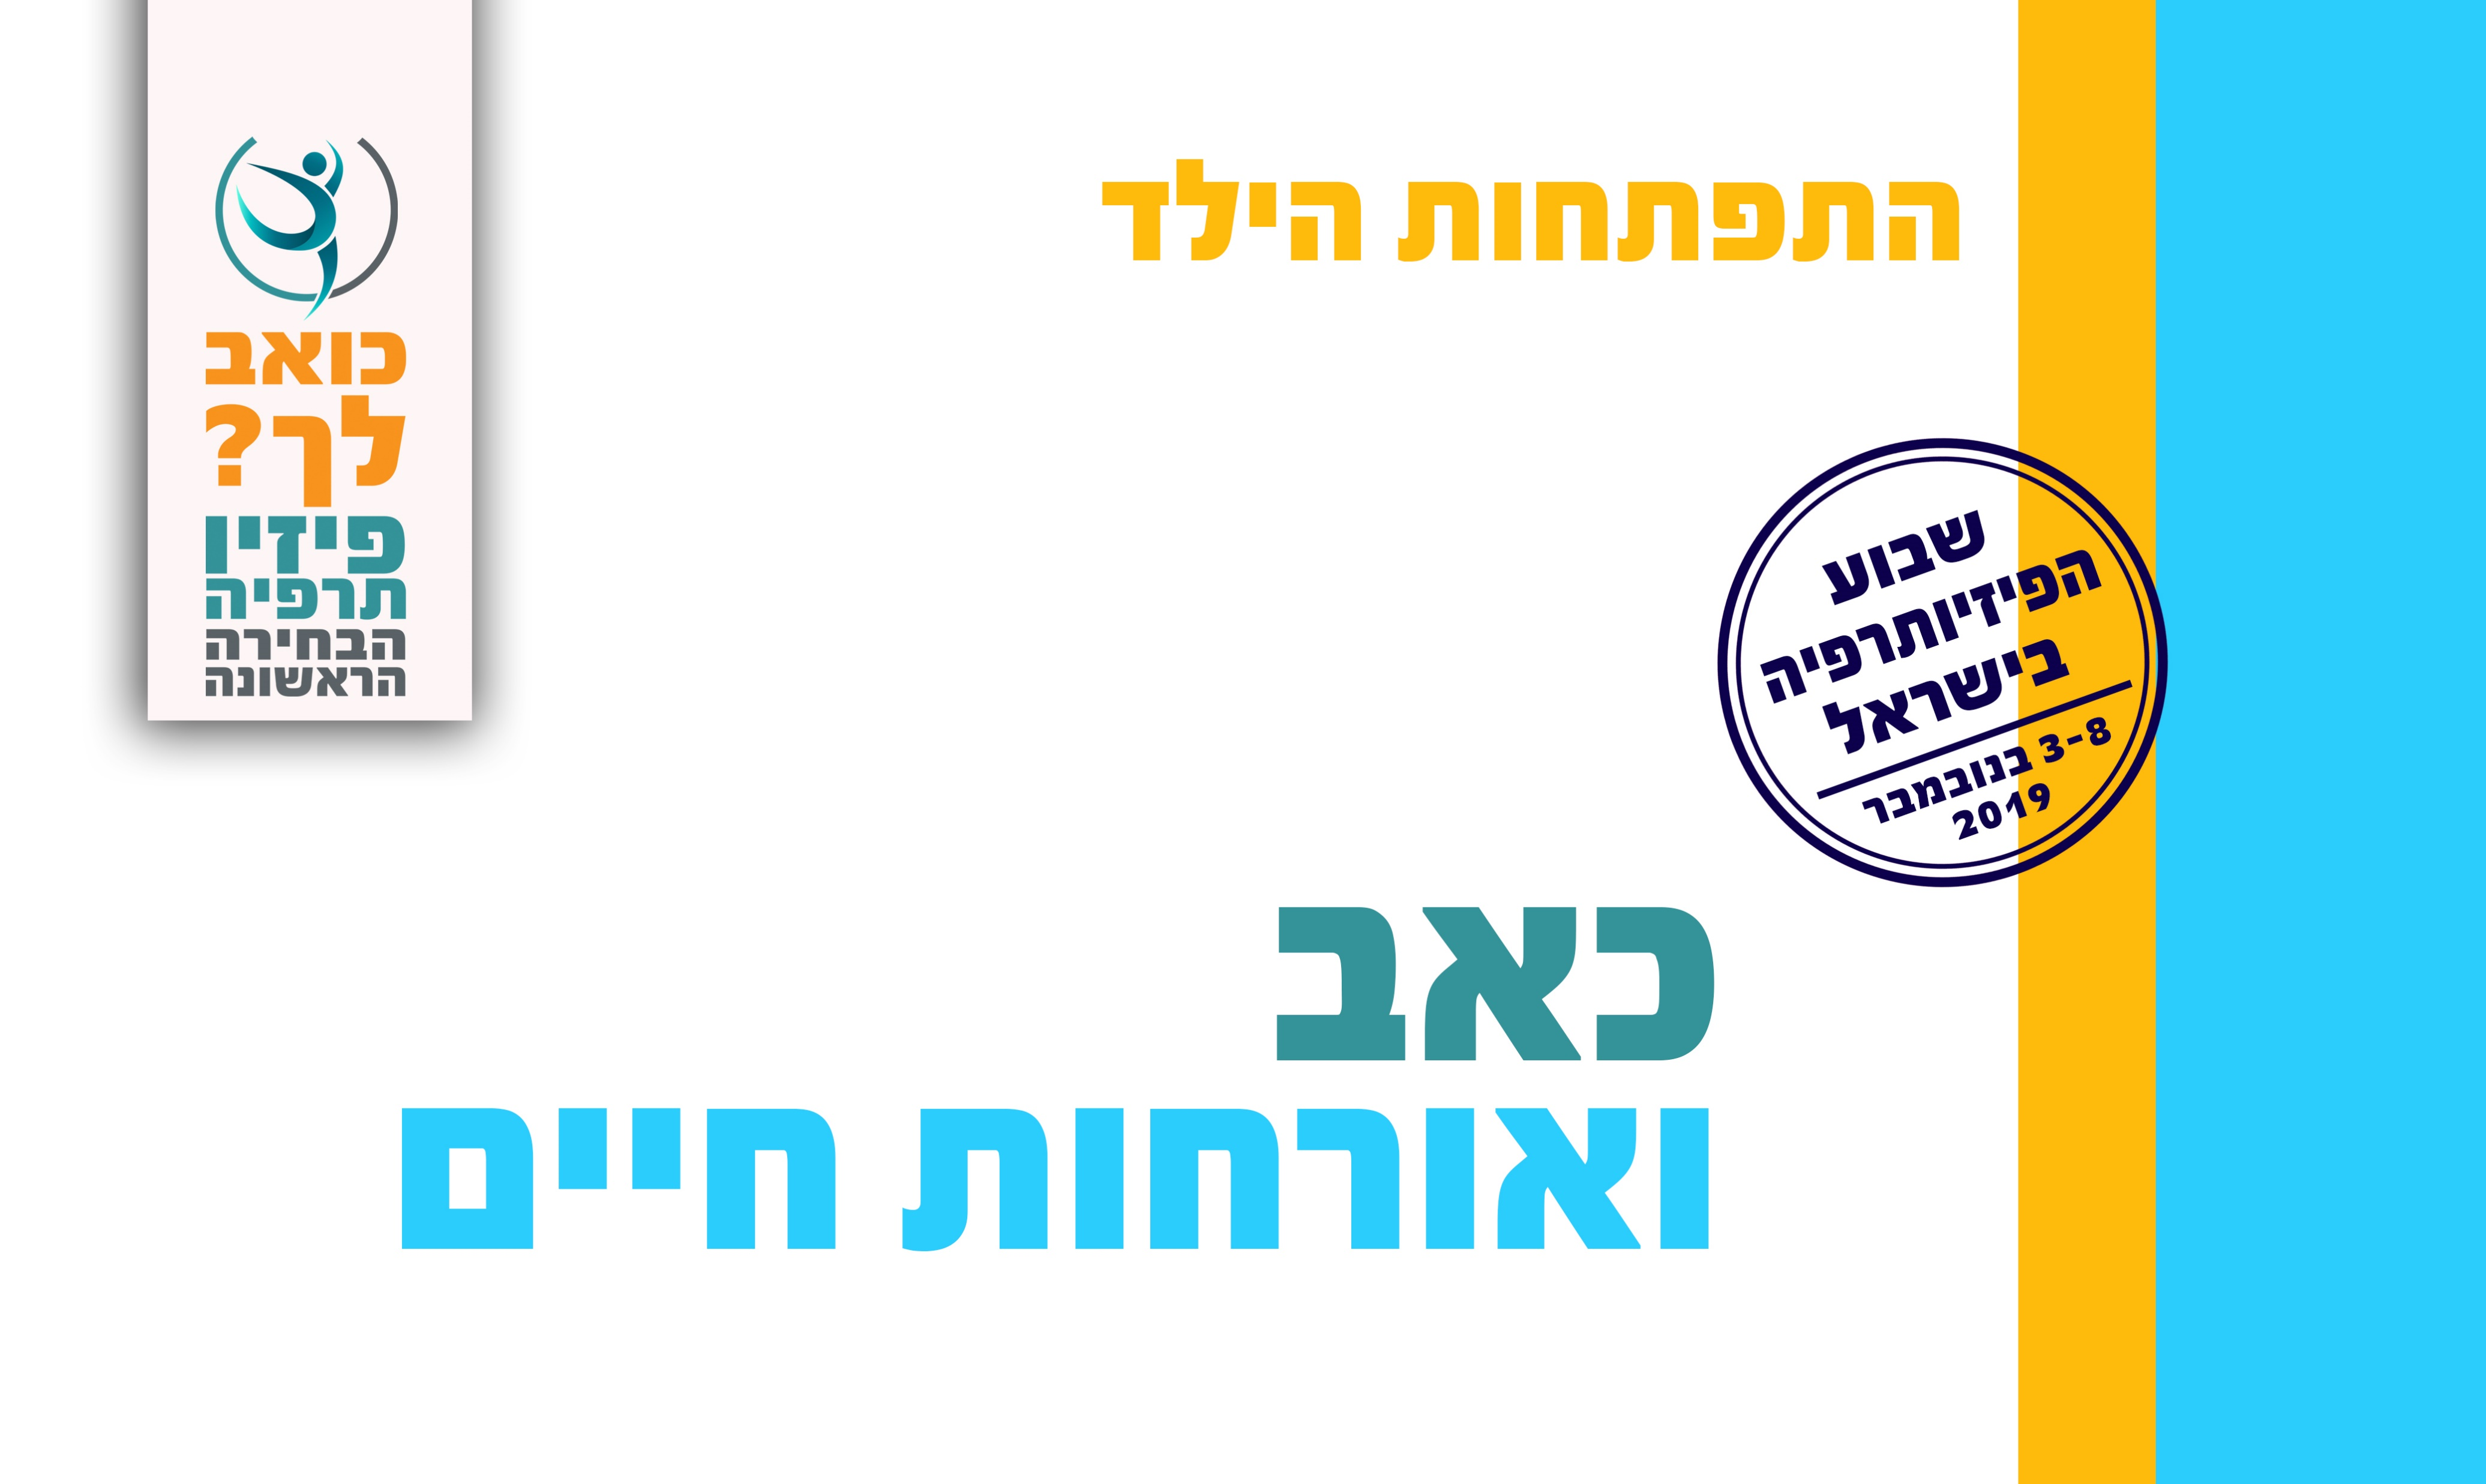 התפתחות הילד
כואב
לך?
פיזיו
תרפיה
הבחירה
הראשונה
שבוע
הפיזיותרפיה
בישראל
3-8 בנובמבר
2019
כאב
ואורחות חיים